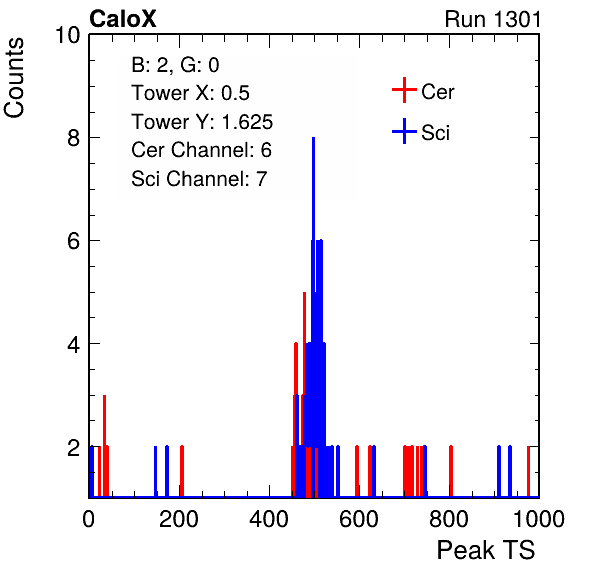 CaloX Run 1301
Counts
10
8
6
4
2
B: 2, G: 0
Tower X: 0.5
Tower Y: 1.625
Cer Channel: 6
Sci Channel: 7
Cer
Sci
0 200 400 600 800 1000
Peak TS